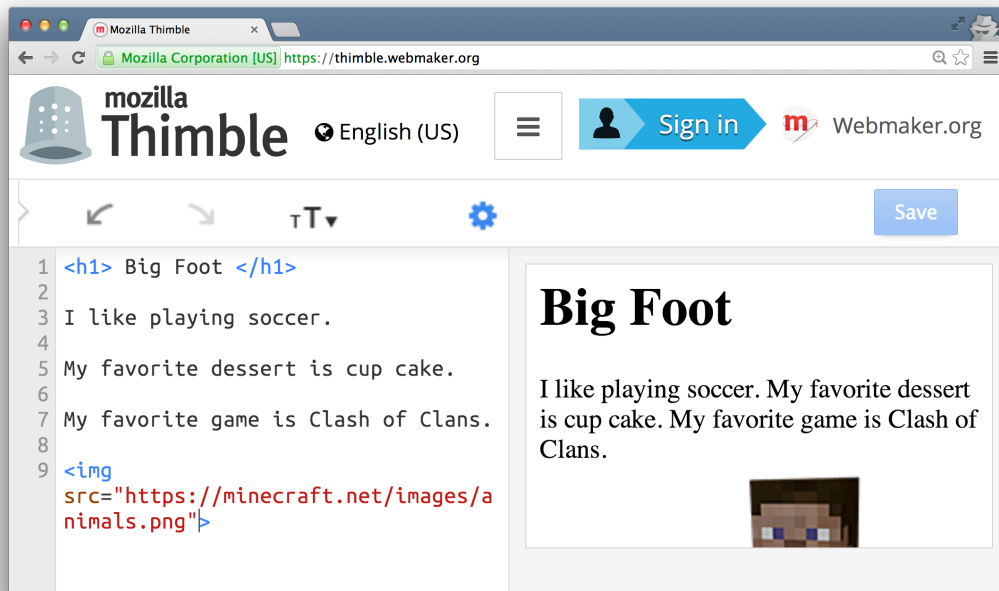 Mozilla Thimble
Mozilla Corporation [US] https://thimble.webmaker.org
mozilla
Thimble
English (US)
Sign in
m Webmaker.org
TT
Save
1 <h1> Big Foot </h1>
2
3 I like playing soccer.
4
5 My favorite dessert is cup cake.
6
7 My favorite game is Clash of Clans.
8
9 <img
src="https://minecraft.net/images/a
nimals.png">
Big Foot
I like playing soccer. My favorite dessert
is cup cake. My favorite game is Clash of
Clans.